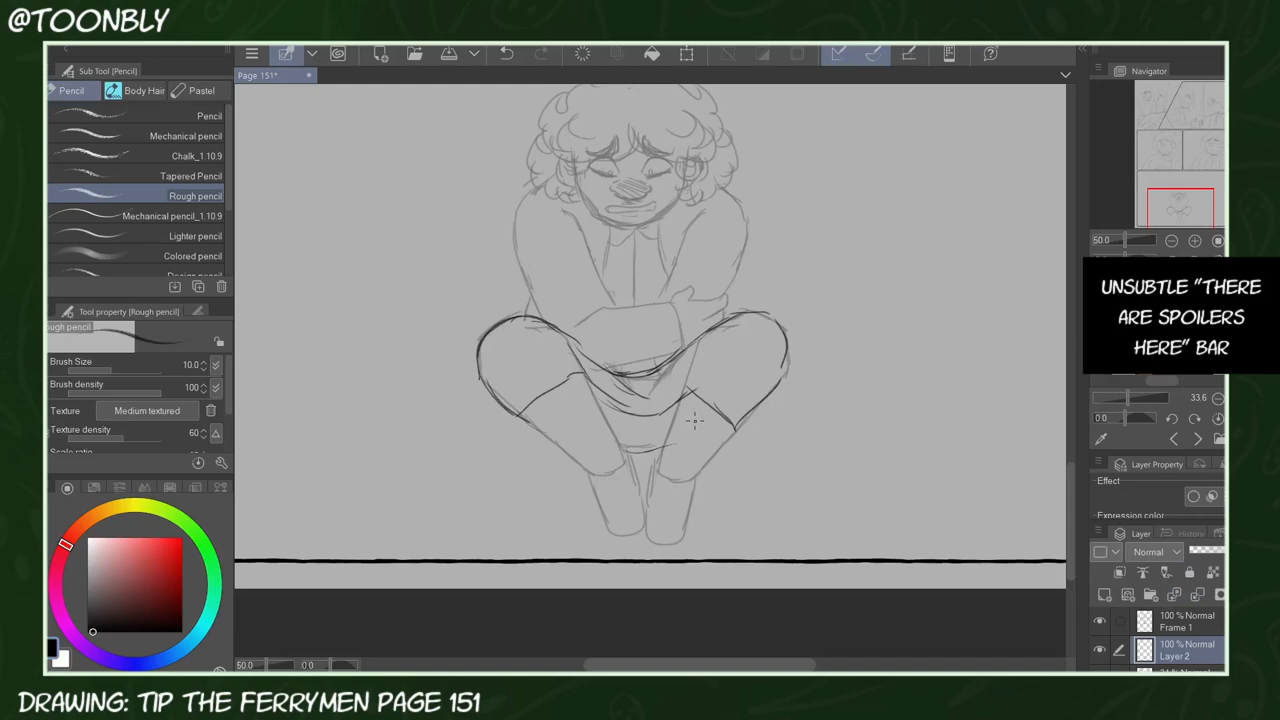 @TOONBLY
Sub Tool [Pencil]
Pencil
Body Hair
Pastel
Pencil
Mechanical pencil
Chalk_1.10.9
Tapered Pencil
Rough pencil
Mechanical pencil_1.10.9
Lighter pencil
Colored pencil
Tool property [Rough pencil]
Brush Size
10.0
Brush density
100
Texture
Medium textured
Texture density
60
Page 151*
50.0
0.0
Navigator
50.0
UNSUBTLE "THERE
ARE SPOILERS
HERE" BAR
33.6
0.0
Layer Property
Effect
Expression color
Layer
History
Normal
100 % Normal
Frame 1
100 % Normal
Layer 2
DRAWING: TIP THE FERRYMEN PAGE 151